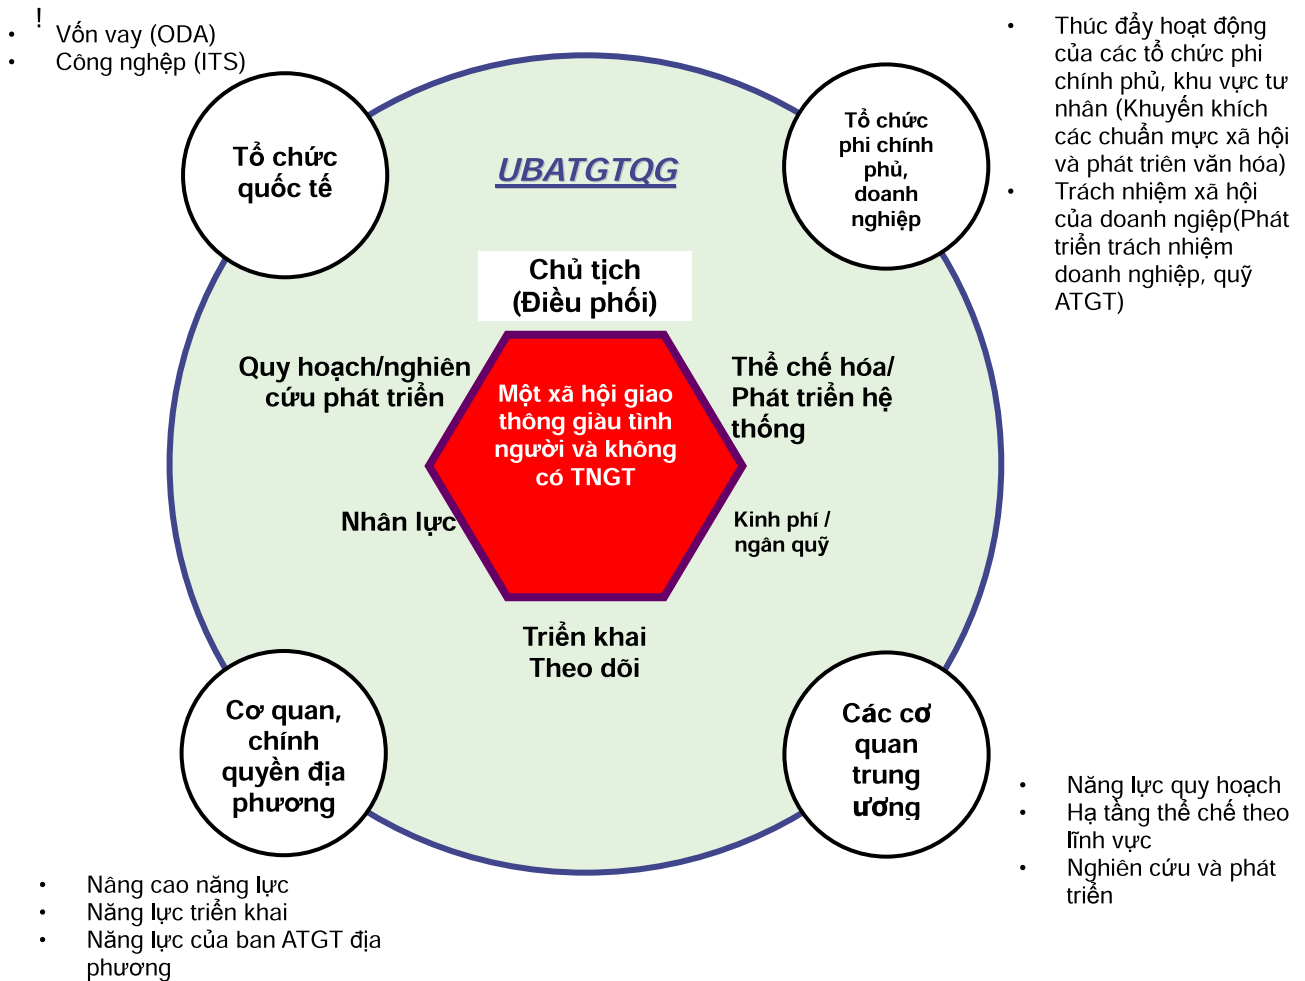 !
• Vốn vay (ODA)
• Công nghệp (ITS)
Tổ chức
quốc tế
UBATGTQG
Tổ chức
phi chính
phủ,
doanh
nghiệp
• Thúc đẩy hoạt động
của các tổ chức phi
chính phủ, khu vực tư
nhân (Khuyến khích
các chuẩn mực xã hội
và phát triên văn hóa)
• Trách nhiệm xã hội
của doanh ngiệp(Phát
triển trách nhiệm
doanh nghiệp, quỹ
ATGT)
Chủ tịch
(Điều phối)
Quy hoạch/nghiên
cứu phát triển
Một xã hội giao
thông giàu tình
người và không
có TNGT
Thể chế hóa/
Phát triển hệ
thống
Nhân lực
Kinh phí /
ngân quỹ
Triển khai
Theo dõi
Cơ quan,
chính
quyền địa
phương
Các cơ
quan
trung
ương
• Năng lực quy hoạch
• Hạ tầng thể chế theo
lĩnh vực
• Nghiên cứu và phát
triển
• Nâng cao năng lực
• Năng lực triển khai
• Năng lực của ban ATGT địa
phương